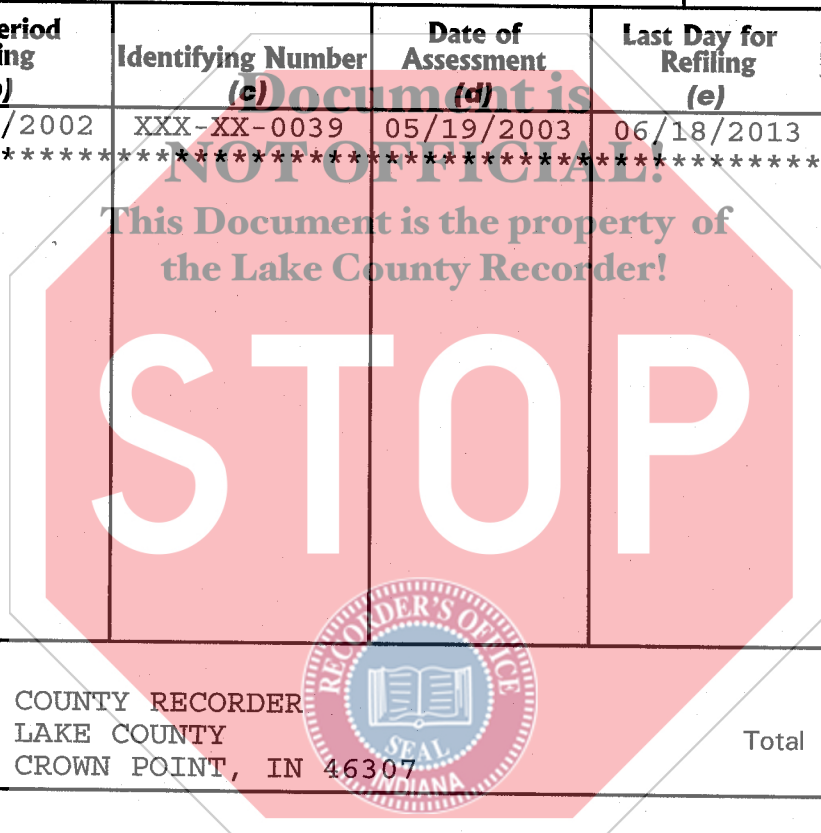 eriod
ing
)
Identifying Number
(c)
Date of
Assessment
(d)
Last Day for
Refiling
(e)
Document is
/2002 XXX-XX-0039 05/19/2003 06/18/2013
NOT OFFICIAL!
This Document is the property of
the Lake County Recorder!
STOP
RECORDER'S OFFICE
SEAL
INDIANA
COUNTY RECORDER
LAKE COUNTY
CROWN POINT, IN 46307
Total